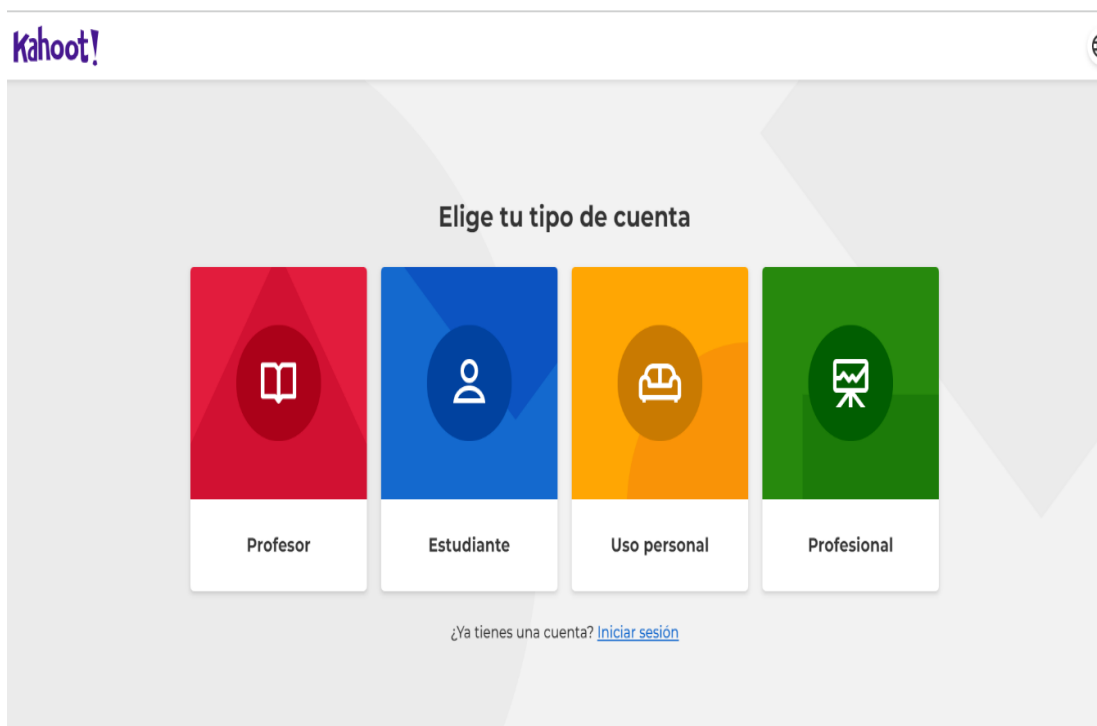 Kahoot!
Elige tu tipo de cuenta
Profesor
Estudiante
Uso personal
Profesional
¿Ya tienes una cuenta? Iniciar sesión